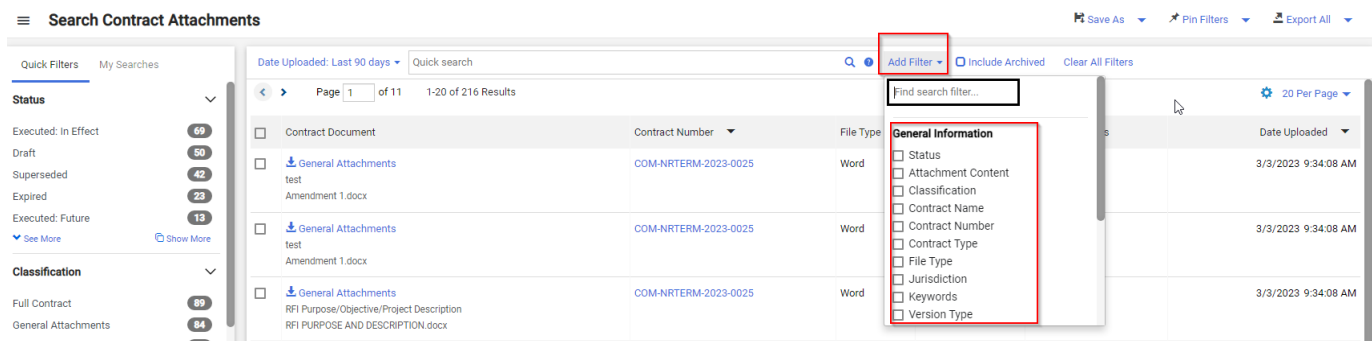 Search Contract Attachments
Save As
Pin Filters
Export All
Quick Filters
My Searches
Date Uploaded: Last 90 days
Quick search
Add Filter
Include Archived
Clear All Filters
Status
Executed: In Effect 69
Draft 50
Superseded 42
Expired 23
Executed: Future 13
See More
Show More
Classification
Full Contract 89
General Attachments 84
Page 1 of 11
1-20 of 216 Results
20 Per Page
Contract Document
Contract Number
File Type
Date Uploaded
General Attachments
test
Amendment 1.docx
COM-NRTERM-2023-0025
Word
3/3/2023 9:34:08 AM
General Attachments
test
Amendment 1.docx
COM-NRTERM-2023-0025
Word
3/3/2023 9:34:08 AM
General Attachments
RFI Purpose/Objective/Project Description
RFI PURPOSE AND DESCRIPTION.docx
COM-NRTERM-2023-0025
Word
3/3/2023 9:34:08 AM
Find search filter...
General Information
Status
Attachment Content
Classification
Contract Name
Contract Number
Contract Type
File Type
Jurisdiction
Keywords
Version Type